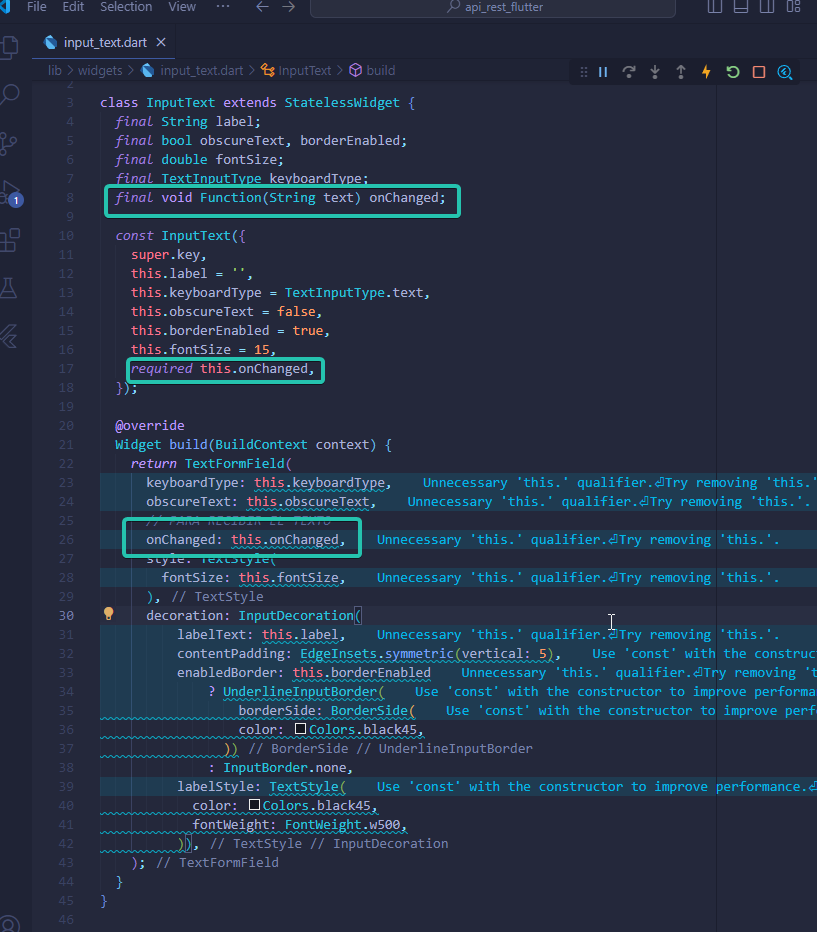 File Edit Selection View ··· ← → api_rest_flutter
input_text.dart ×
lib > widgets > input_text.dart > InputText > build
2
3 class InputText extends StatelessWidget {
4 final String label;
5 final bool obscureText, borderEnabled;
6 final double fontSize;
7 final TextInputType keyboardType;
8 final void Function(String text) onChanged;
9
10 const InputText({
11 super.key,
12 this.label = '',
13 this.keyboardType = TextInputType.text,
14 this.obscureText = false,
15 this.borderEnabled = true,
16 this.fontSize = 15,
17 required this.onChanged,
18 });
19
20 @override
21 Widget build(BuildContext context) {
22 return TextFormField(
23 keyboardType: this.keyboardType, Unnecessary 'this.' qualifier.⏎Try removing 'this.'
24 obscureText: this.obscureText, Unnecessary 'this.' qualifier.⏎Try removing 'this.'.
25 // PARA RECIBIR EL TEXTO
26 onChanged: this.onChanged, Unnecessary 'this.' qualifier.⏎Try removing 'this.'.
27 style: TextStyle(
28 fontSize: this.fontSize, Unnecessary 'this.' qualifier.⏎Try removing 'this.'.
29 ), // TextStyle
30 decoration: InputDecoration(
31 labelText: this.label, Unnecessary 'this.' qualifier.⏎Try removing 'this.'.
32 contentPadding: EdgeInsets.symmetric(vertical: 5), Use 'const' with the construc
33 enabledBorder: this.borderEnabled Unnecessary 'this.' qualifier.⏎Try removing 't
34 ? UnderlineInputBorder( Use 'const' with the constructor to improve performa
35 borderSide: BorderSide( Use 'const' with the constructor to improve perf
36 color: Colors.black45,
37 )) // BorderSide // UnderlineInputBorder
38 : InputBorder.none,
39 labelStyle: TextStyle( Use 'const' with the constructor to improve performance.⏎
40 color: Colors.black45,
41 fontWeight: FontWeight.w500,
42 )), // TextStyle // InputDecoration
43 ); // TextFormField
44 }
45 }
46
1